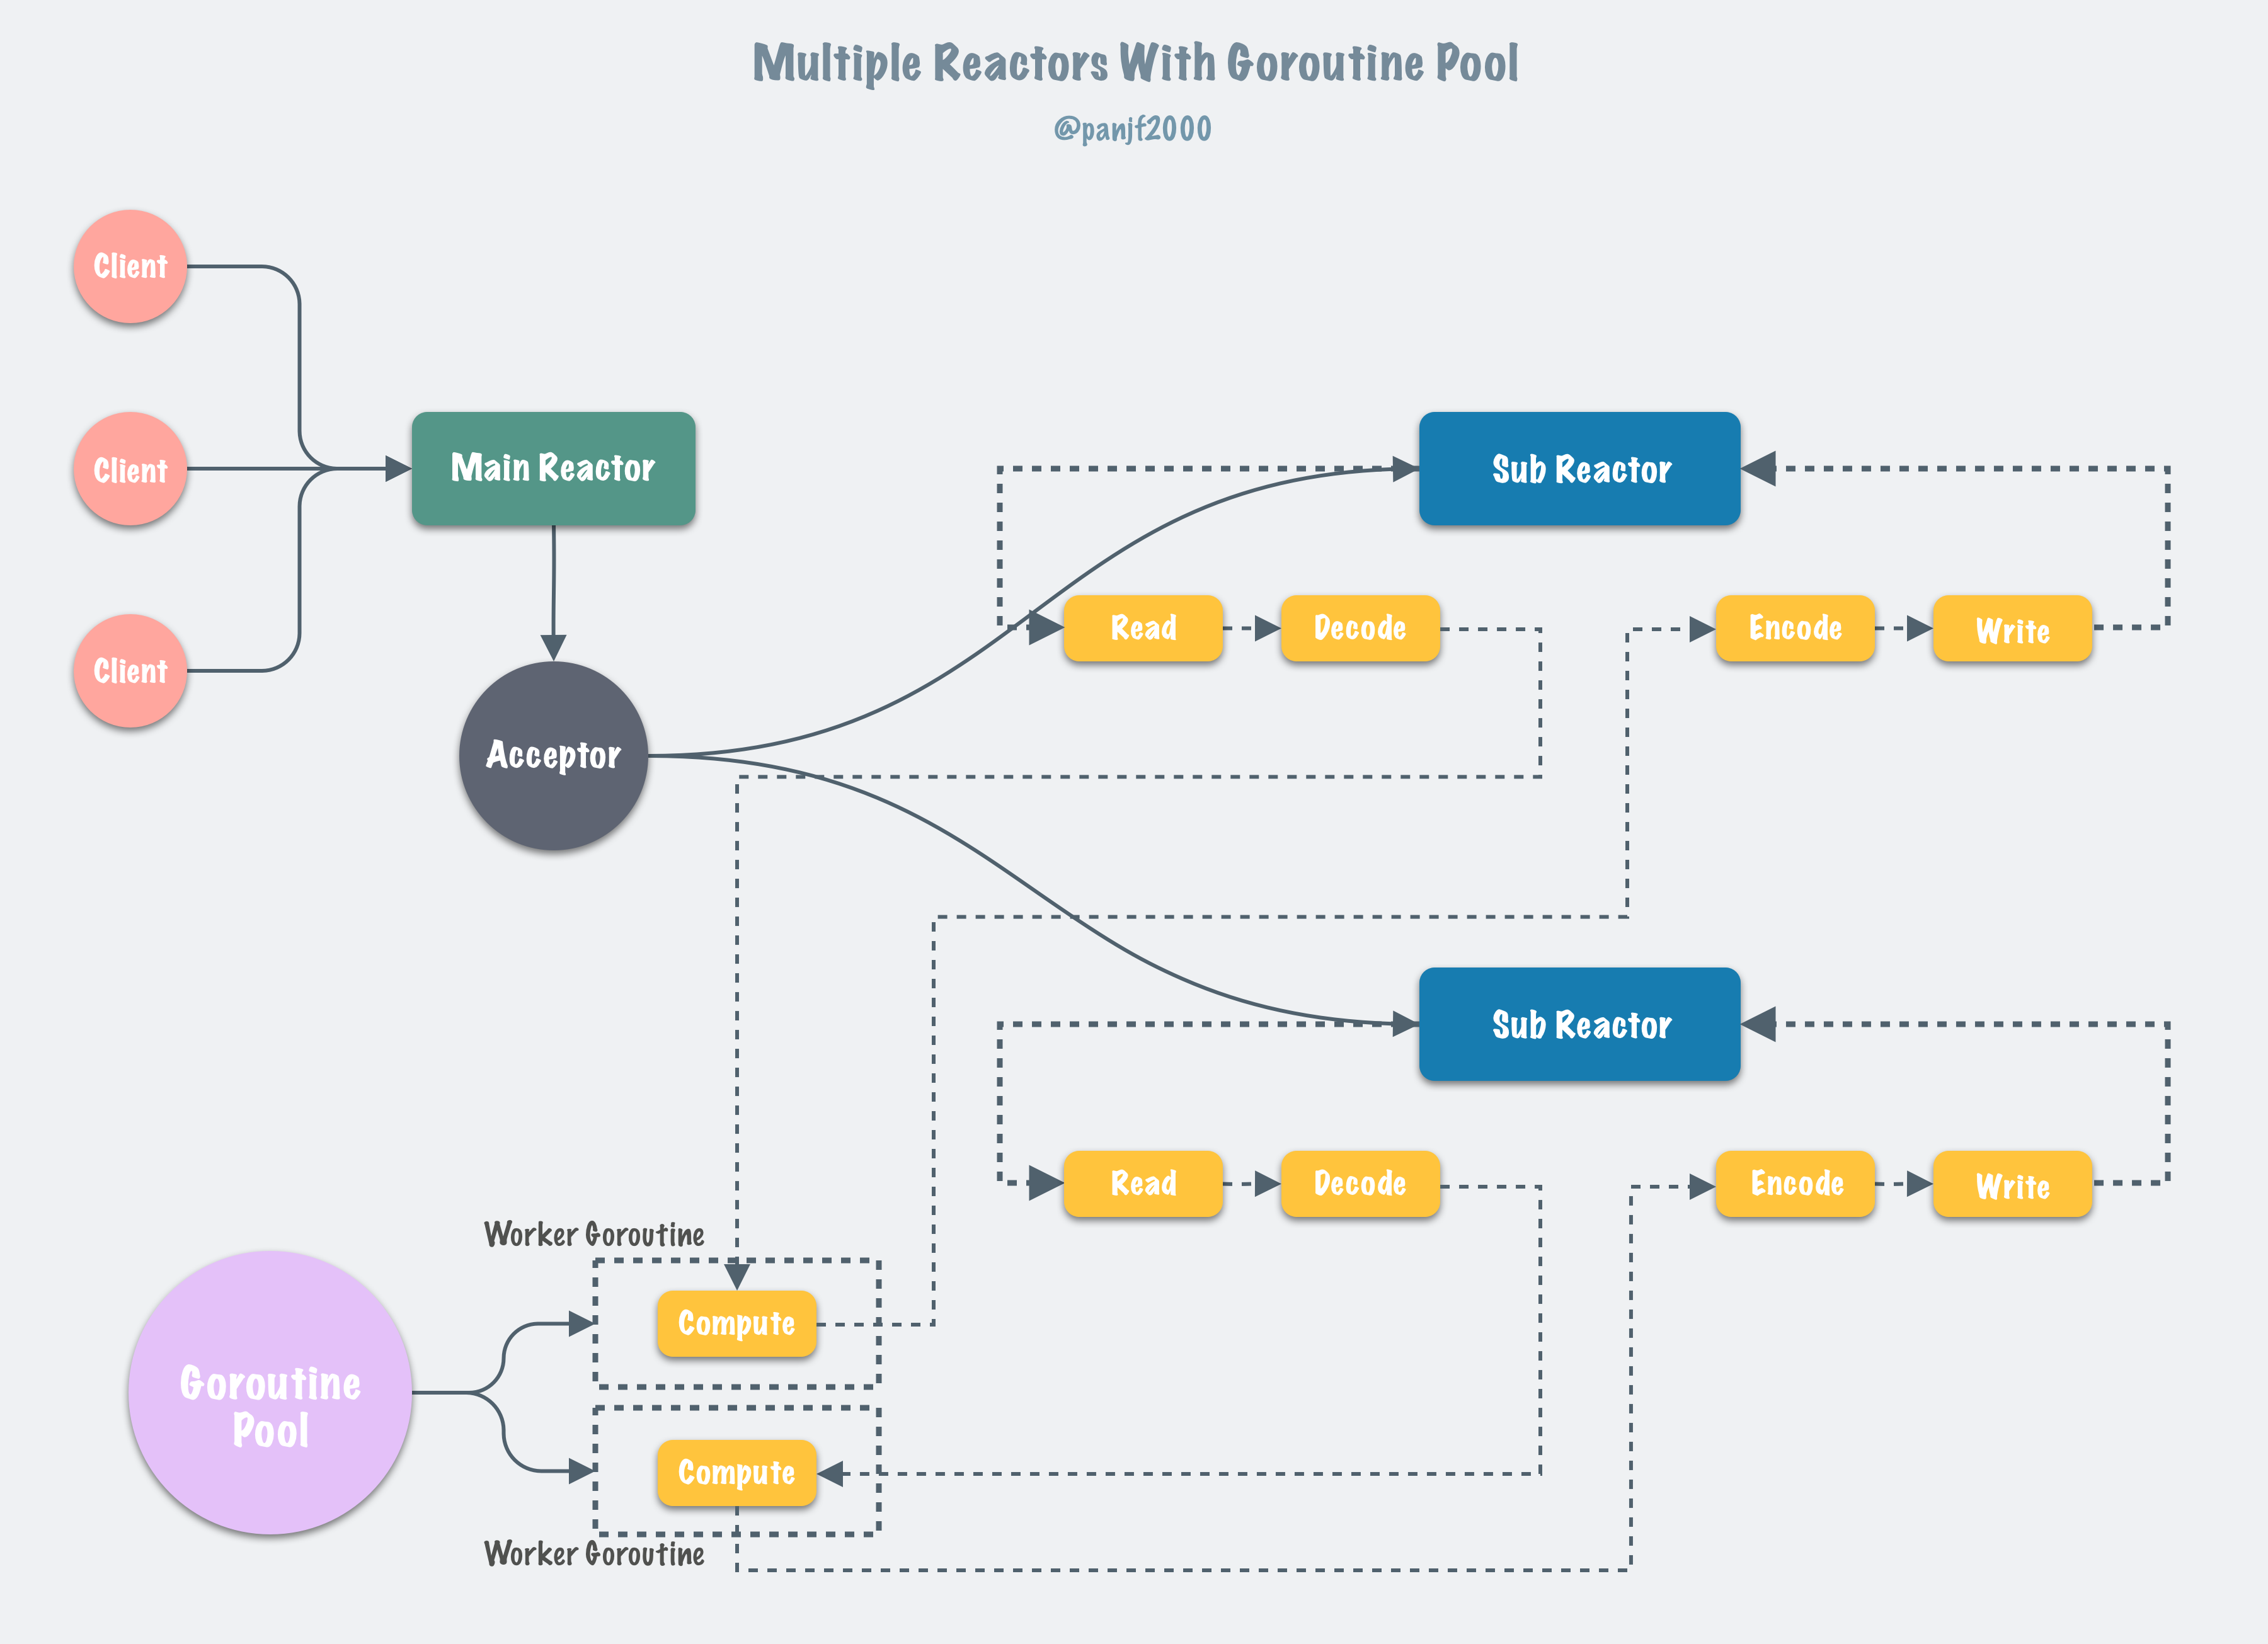 Multiple Reactors With Goroutine Pool
@panjf2000
Client
Client
Main Reactor
Sub Reactor
Client
Read
Decode
Encode
Write
Acceptor
Sub Reactor
Read
Decode
Encode
Write
Worker Goroutine
Compute
Goroutine
Pool
Compute
Worker Goroutine